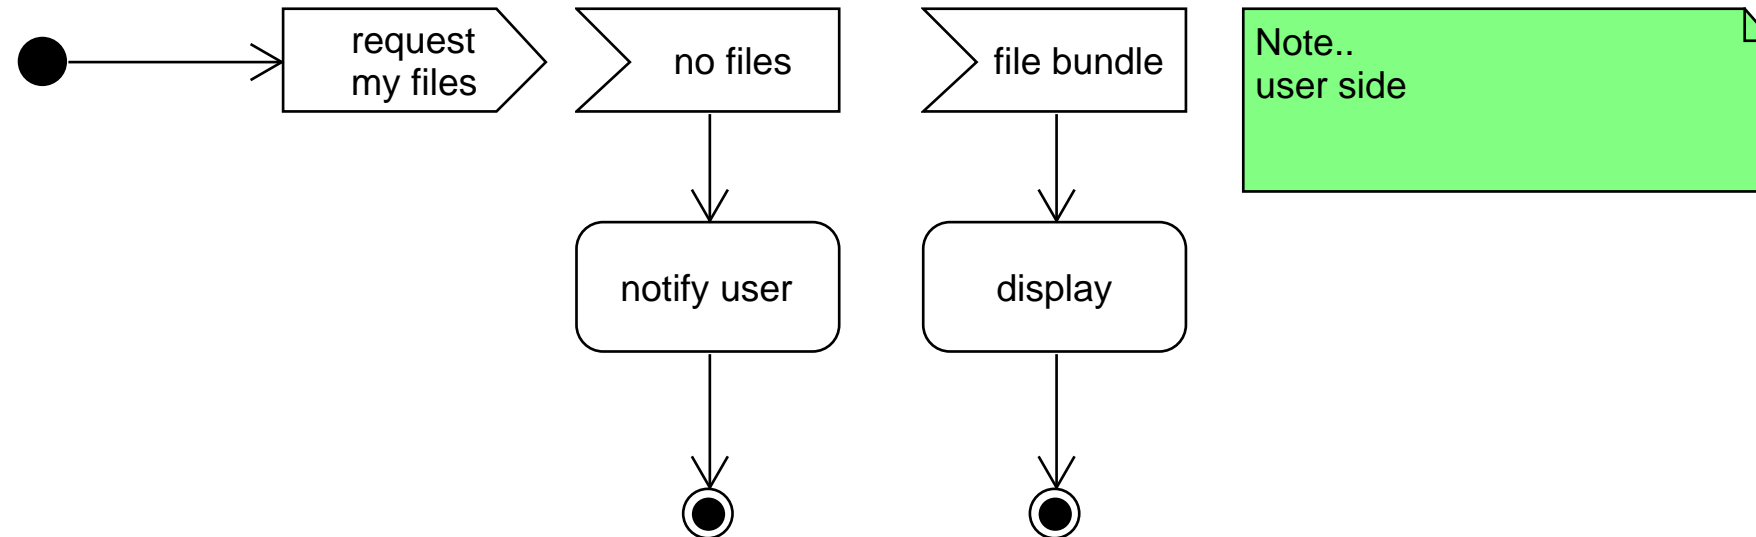 request
my files
no files
file bundle
Note..
user side
notify user
display